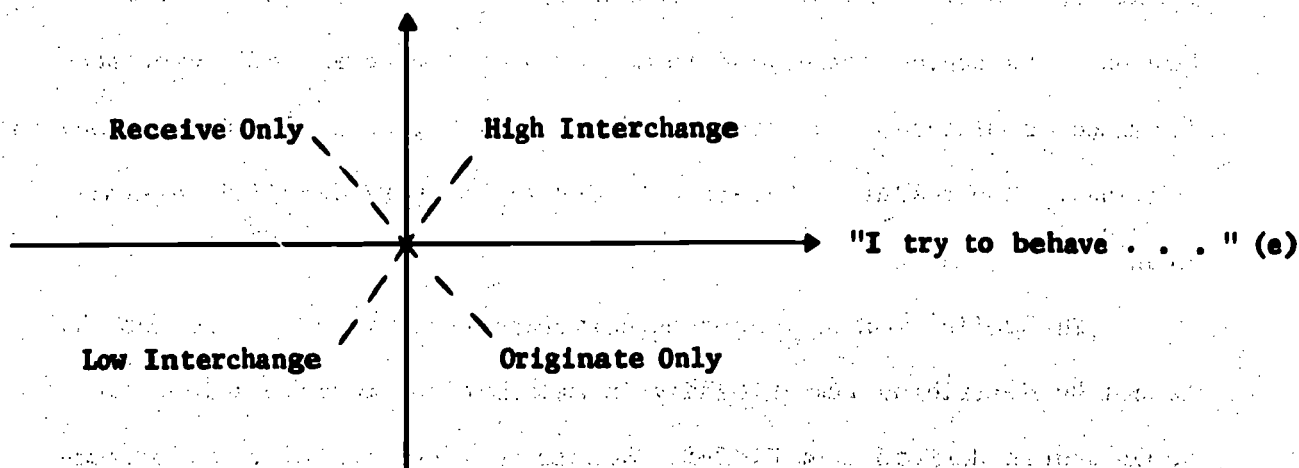 Receive Only High Interchange
"I try to behave . . . " (e)
Low Interchange Originate Only